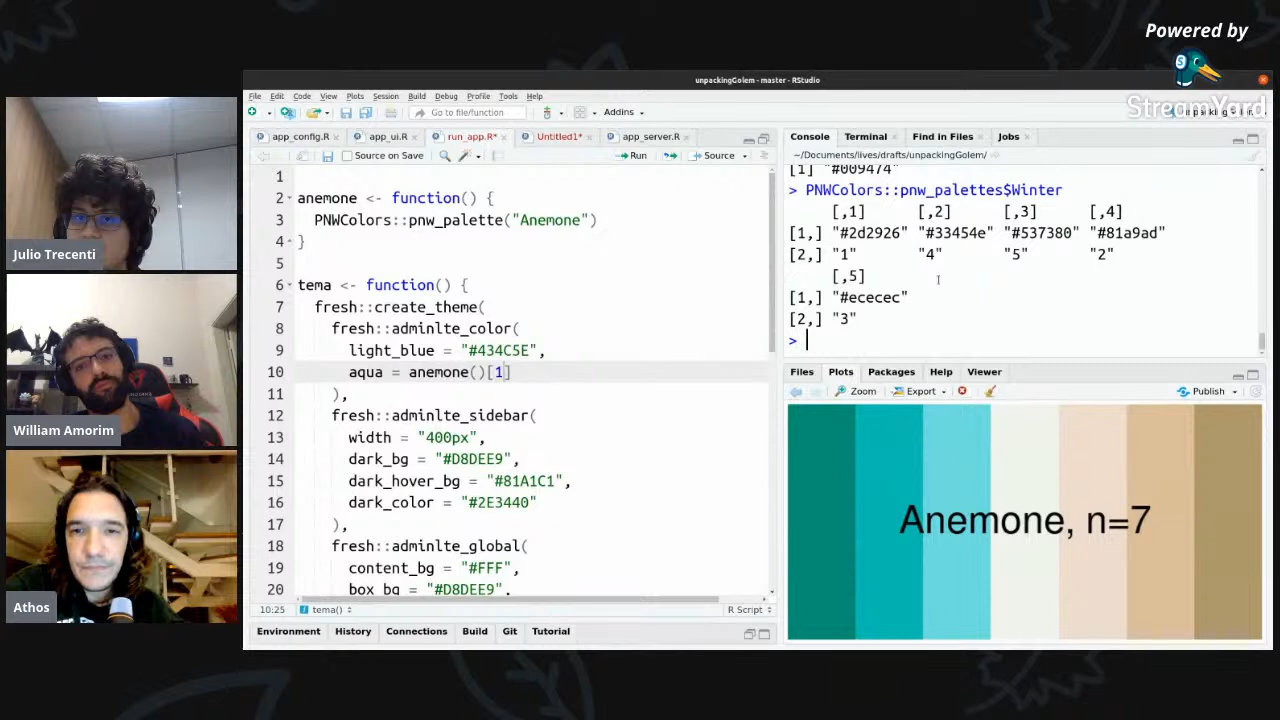 Powered by
S
StreamYard
unpackingGolem - master - RStudio
File Edit Code View Plots Session Build Debug Profile Tools Help
Go to file/function
Addins
app_config.R
app_ui.R
run_app.R*
Untitled1*
app_server.R
Source on Save
Run
Source
1
2 anemone <- function() {
3 PNWColors::pnw_palette("Anemone")
4 }
5
6 tema <- function() {
7 fresh::create_theme(
8 fresh::adminlte_color(
9 light_blue = "#434C5E",
10 aqua = anemone()[1]
11 ),
12 fresh::adminlte_sidebar(
13 width = "400px",
14 dark_bg = "#D8DEE9",
15 dark_hover_bg = "#81A1C1",
16 dark_color = "#2E3440"
17 ),
18 fresh::adminlte_global(
19 content_bg = "#FFF",
20 box_bg = "#D8DEE9",
10:25 tema() R Script
Environment History Connections Build Git Tutorial
Console Terminal Find in Files Jobs
~/Documents/lives/drafts/unpackingGolem/
[1] "#009474"
> PNWColors::pnw_palettes$Winter
[,1] [,2] [,3] [,4]
[1,] "#2d2926" "#33454e" "#537380" "#81a9ad"
[2,] "1" "4" "5" "2"
[,5]
[1,] "#ececec"
[2,] "3"
>
Files Plots Packages Help Viewer
Zoom Export Publish
Anemone, n=7
Julio Trecenti
William Amorim
Athos